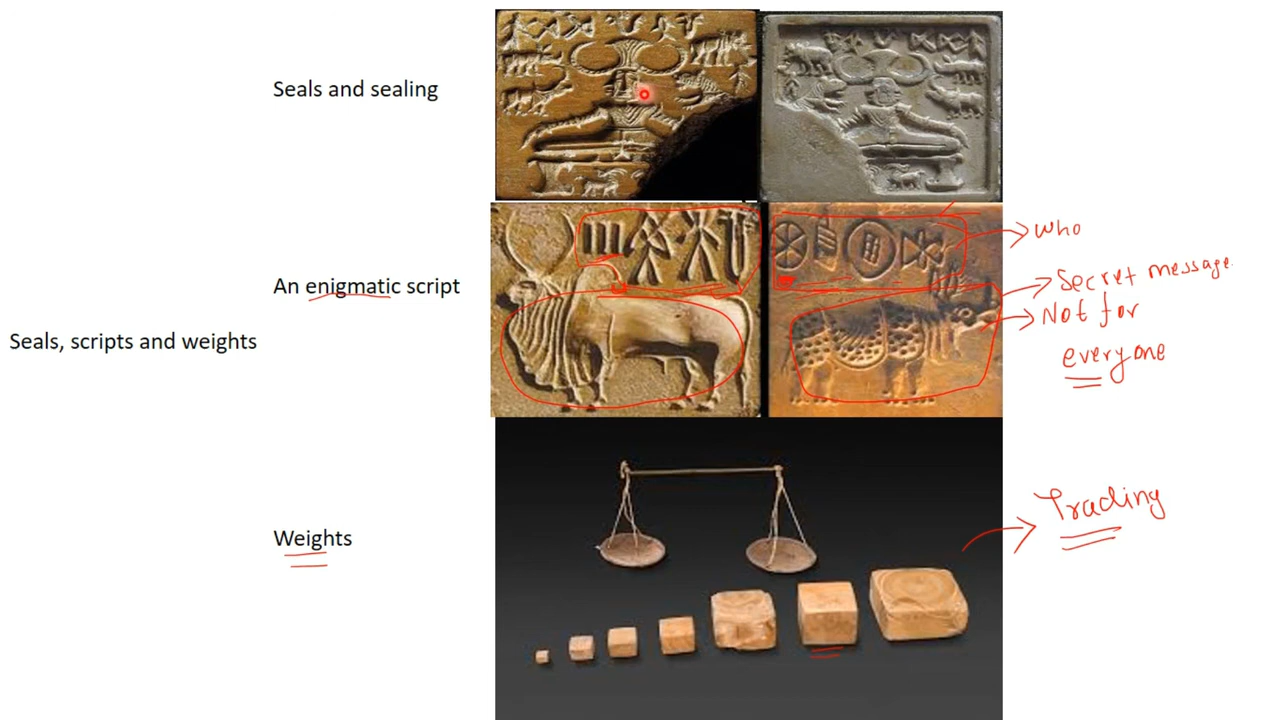 Seals and sealing
who
Secret message.
An enigmatic script
Not for
Seals, scripts and weights
everyone
Trading
Weights